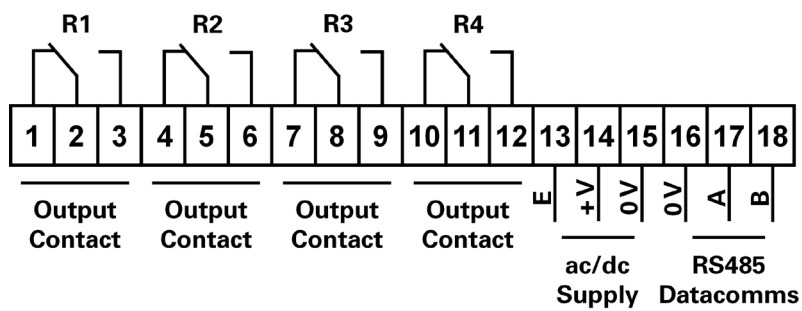 R1 R2 R3 R4
1 2 3 4 5 6 7 8 9 10 11 12 13 14 15 16 17 18
Output Contact
Output Contact
Output Contact
Output Contact
E +V 0V 0V A B
ac/dc Supply
RS485 Datacomms